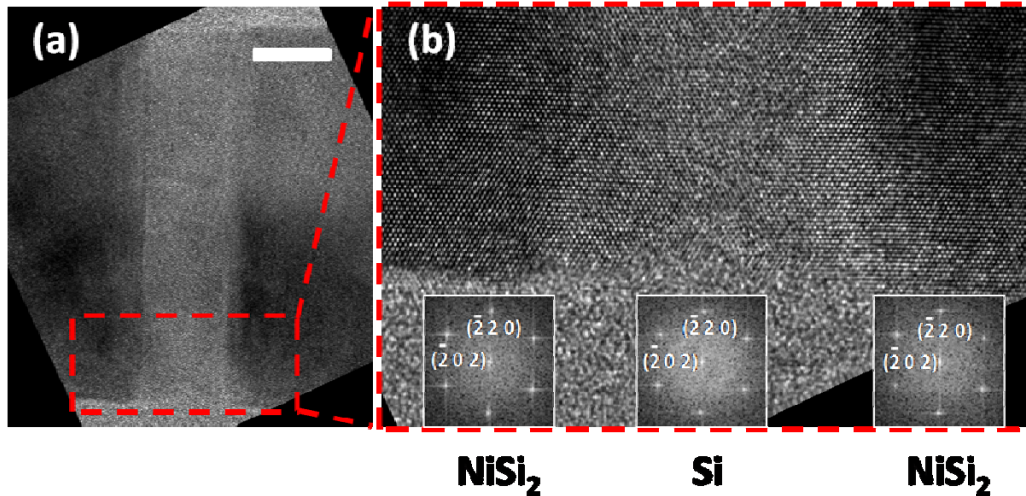 (a)
(b)
(2̄ 2 0)
(2̄ 0 2)
(2̄ 2 0)
(2̄ 0 2)
(2̄ 2 0)
(2̄ 0 2)
NiSi₂
Si
NiSi₂